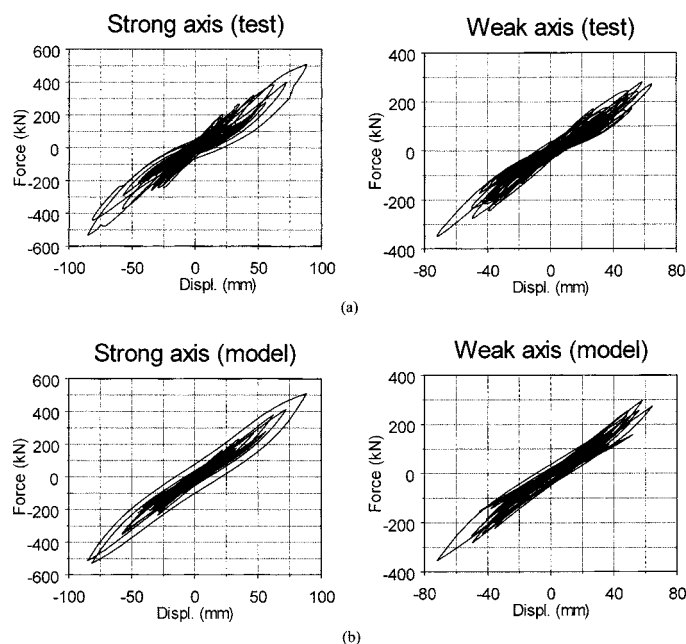 Strong axis (test)
600
400
200
0
-200
-400
-600
Force (kN)
-100 -50 0 50 100
Displ. (mm)
Weak axis (test)
400
200
0
-200
-400
Force (kN)
-80 -40 0 40 80
Displ. (mm)
(a)
Strong axis (model)
600
400
200
0
-200
-400
-600
Force (kN)
-100 -50 0 50 100
Displ. (mm)
Weak axis (model)
400
200
0
-200
-400
Force (kN)
-80 -40 0 40 80
Displ. (mm)
(b)